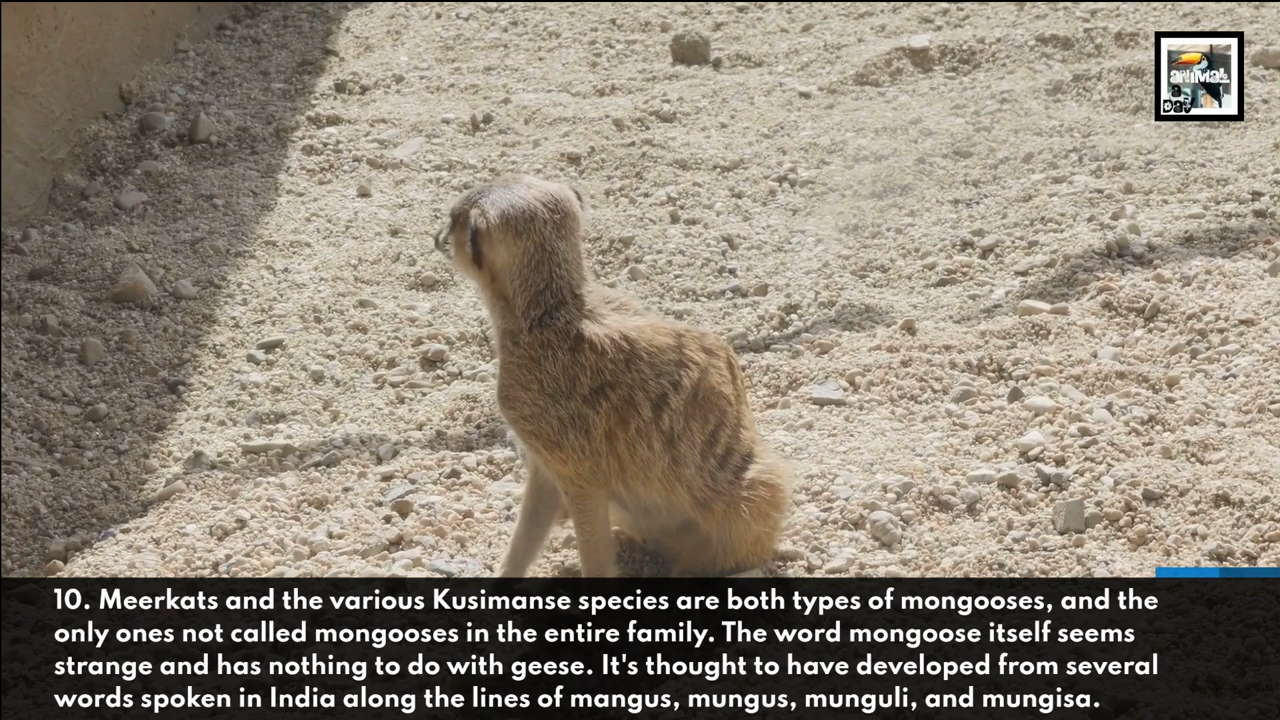 ANIMAL
a
Day
10. Meerkats and the various Kusimanse species are both types of mongooses, and the
only ones not called mongooses in the entire family. The word mongoose itself seems
strange and has nothing to do with geese. It's thought to have developed from several
words spoken in India along the lines of mangus, mungus, munguli, and mungisa.